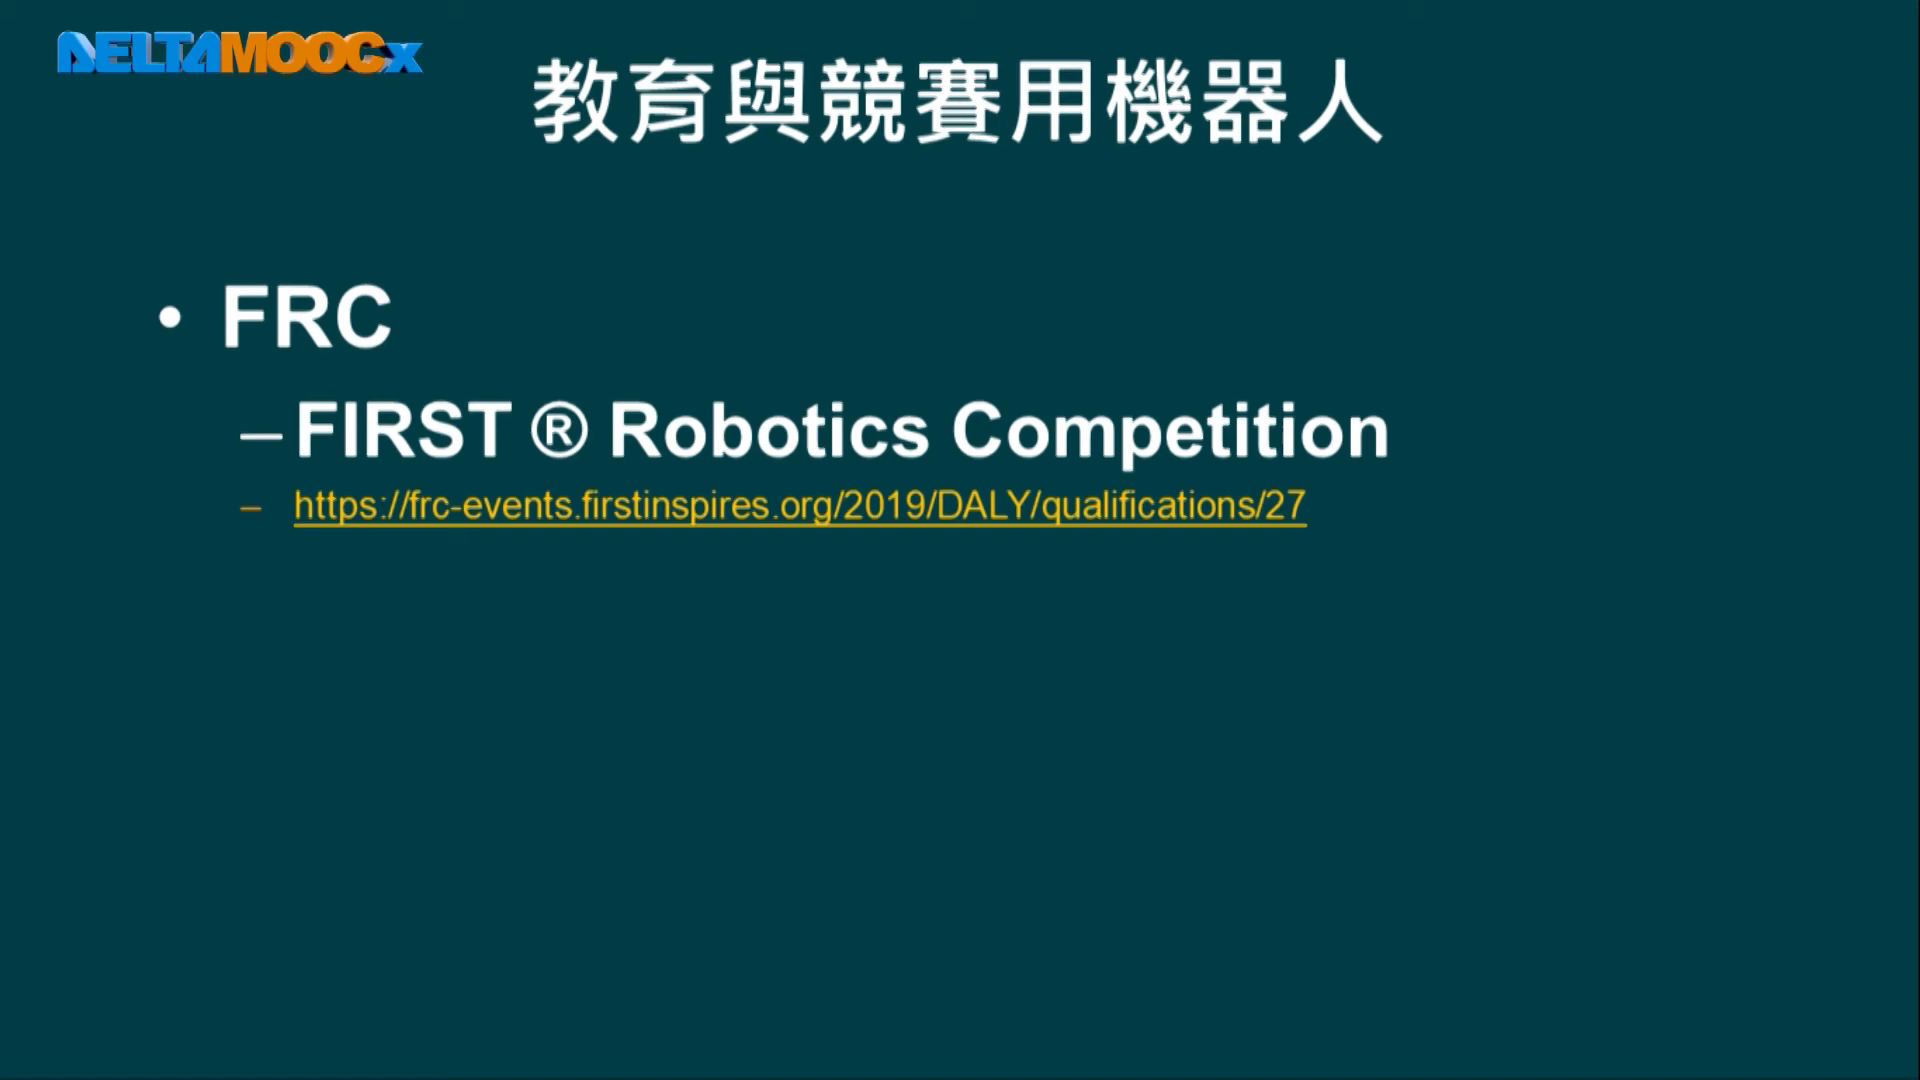 DELTAMOOCx
教育與競賽用機器人
• FRC
– FIRST ® Robotics Competition
– https://frc-events.firstinspires.org/2019/DALY/qualifications/27